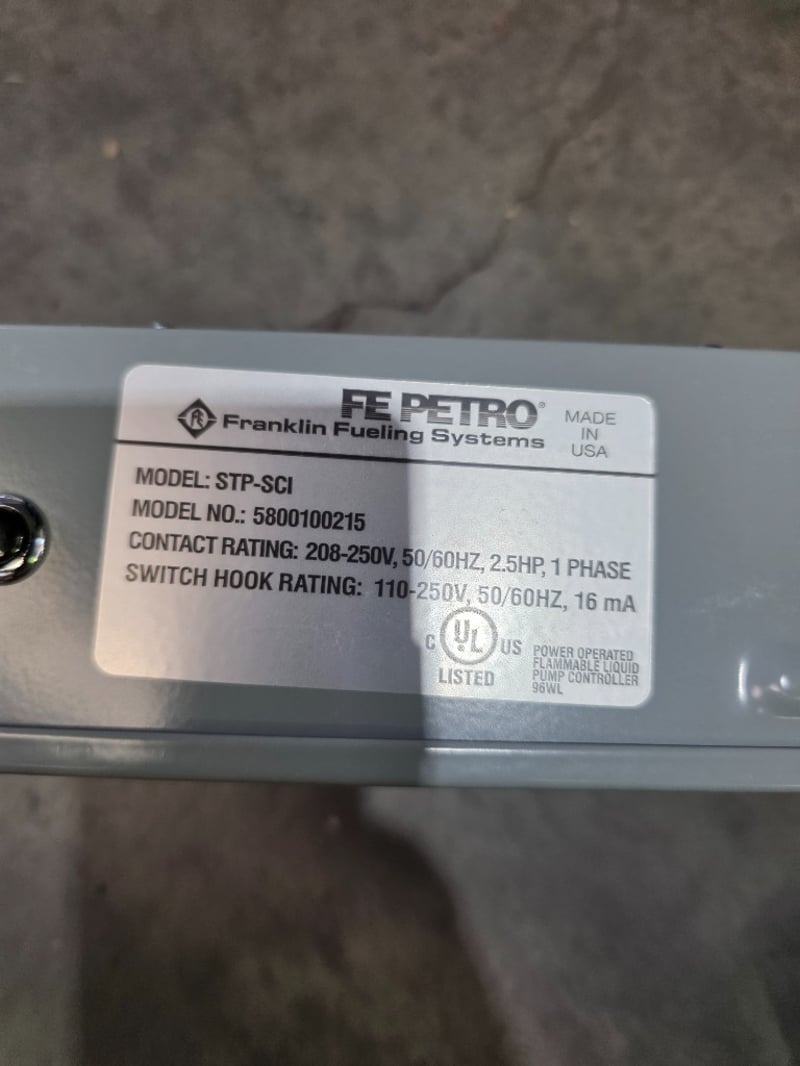 FE PETRO®
Franklin Fueling Systems
MADE
IN
USA
MODEL: STP-SCI
MODEL NO.: 5800100215
CONTACT RATING: 208-250V, 50/60HZ, 2.5HP, 1 PHASE
SWITCH HOOK RATING: 110-250V, 50/60HZ, 16 mA
C UL US
LISTED
POWER OPERATED
FLAMMABLE LIQUID
PUMP CONTROLLER
96WL